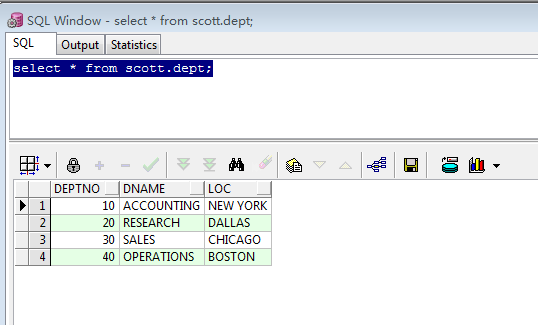 SQL Window - select * from scott.dept;
SQL Output Statistics
select * from scott.dept;
DEPTNO DNAME LOC
1 10 ACCOUNTING NEW YORK
2 20 RESEARCH DALLAS
3 30 SALES CHICAGO
4 40 OPERATIONS BOSTON